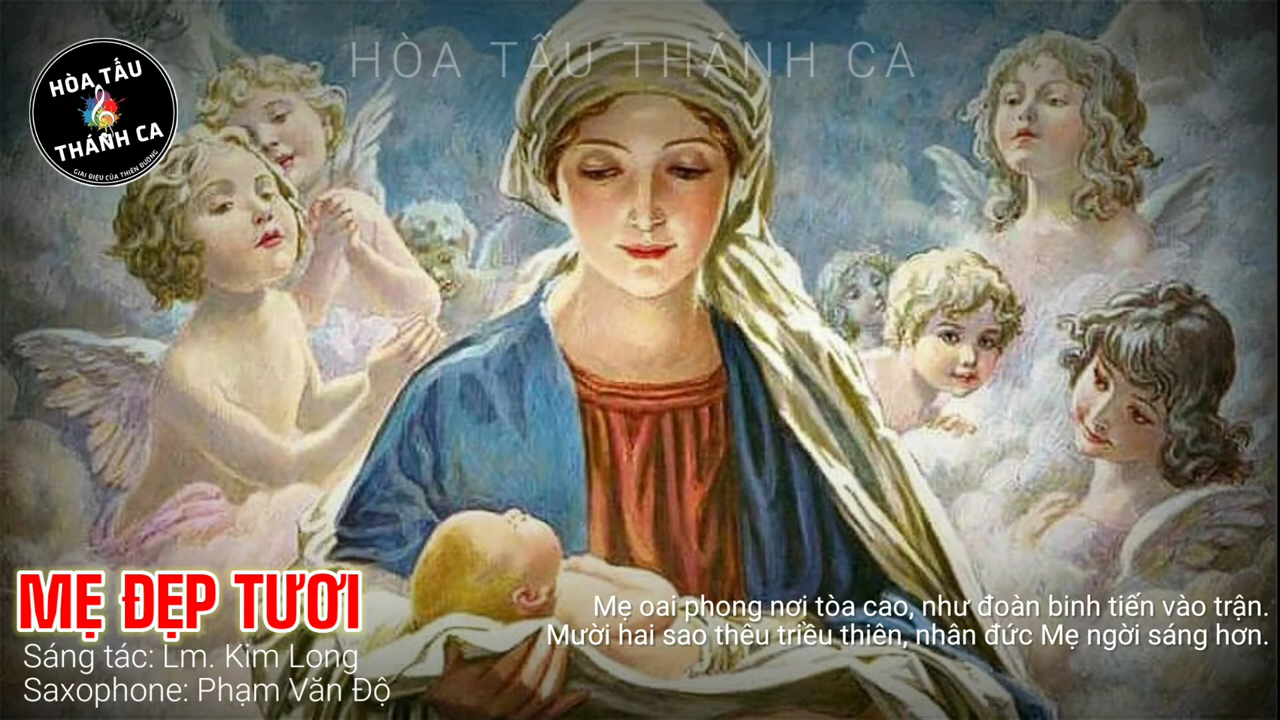 HÒA TẤU THÁNH CA
HÒA TẤU
THÁNH CA
GIAI ĐIỆU CỦA THIÊN ĐƯỜNG
MẸ ĐẸP TƯƠI
Sáng tác: Lm. Kim Long
Saxophone: Phạm Văn Độ
Mẹ oai phong nơi tòa cao, như đoàn binh tiến vào trận.
Mười hai sao thêu triều thiên, nhân đức Mẹ ngời sáng hơn.